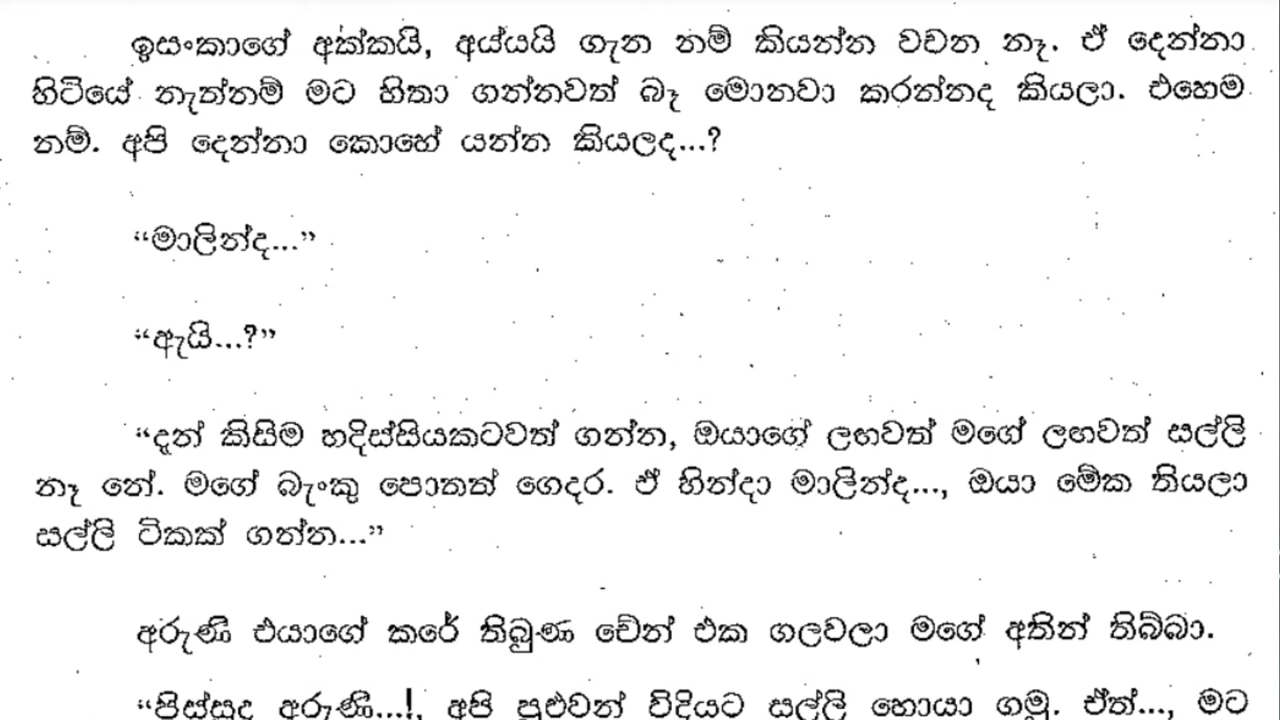 ඉසංකාගේ අක්කයි, අය්යයි ගැන නම් කියන්න වචන නෑ. ඒ දෙන්නා
හිටියේ නැත්නම් මට හිතා ගන්නවත් බෑ මොනවා කරන්නද කියලා. එහෙම
නම්. අපි දෙන්නා කොහේ යන්න කියලද...?
“මාලින්ද...”
“ඇයි...?”
“දැන් කිසිම හදිස්සියකටවත් ගන්න, ඔයාගේ ලඟවත් මගේ ලඟවත් සල්ලි
නෑ නේ. මගේ බැංකු පොතත් ගෙදර. ඒ හින්දා මාලින්ද..., ඔයා මේක තියලා
සල්ලි ටිකක් ගන්න...”
අරුණි එයාගේ කරේ තිබුණ චේන් එක ගලවලා මගේ අතින් තිබ්බා.
“පිස්සුද අරුණි...!, අපි පුළුවන් විදියට සල්ලි හොයා ගමු. ඒත්..., මට